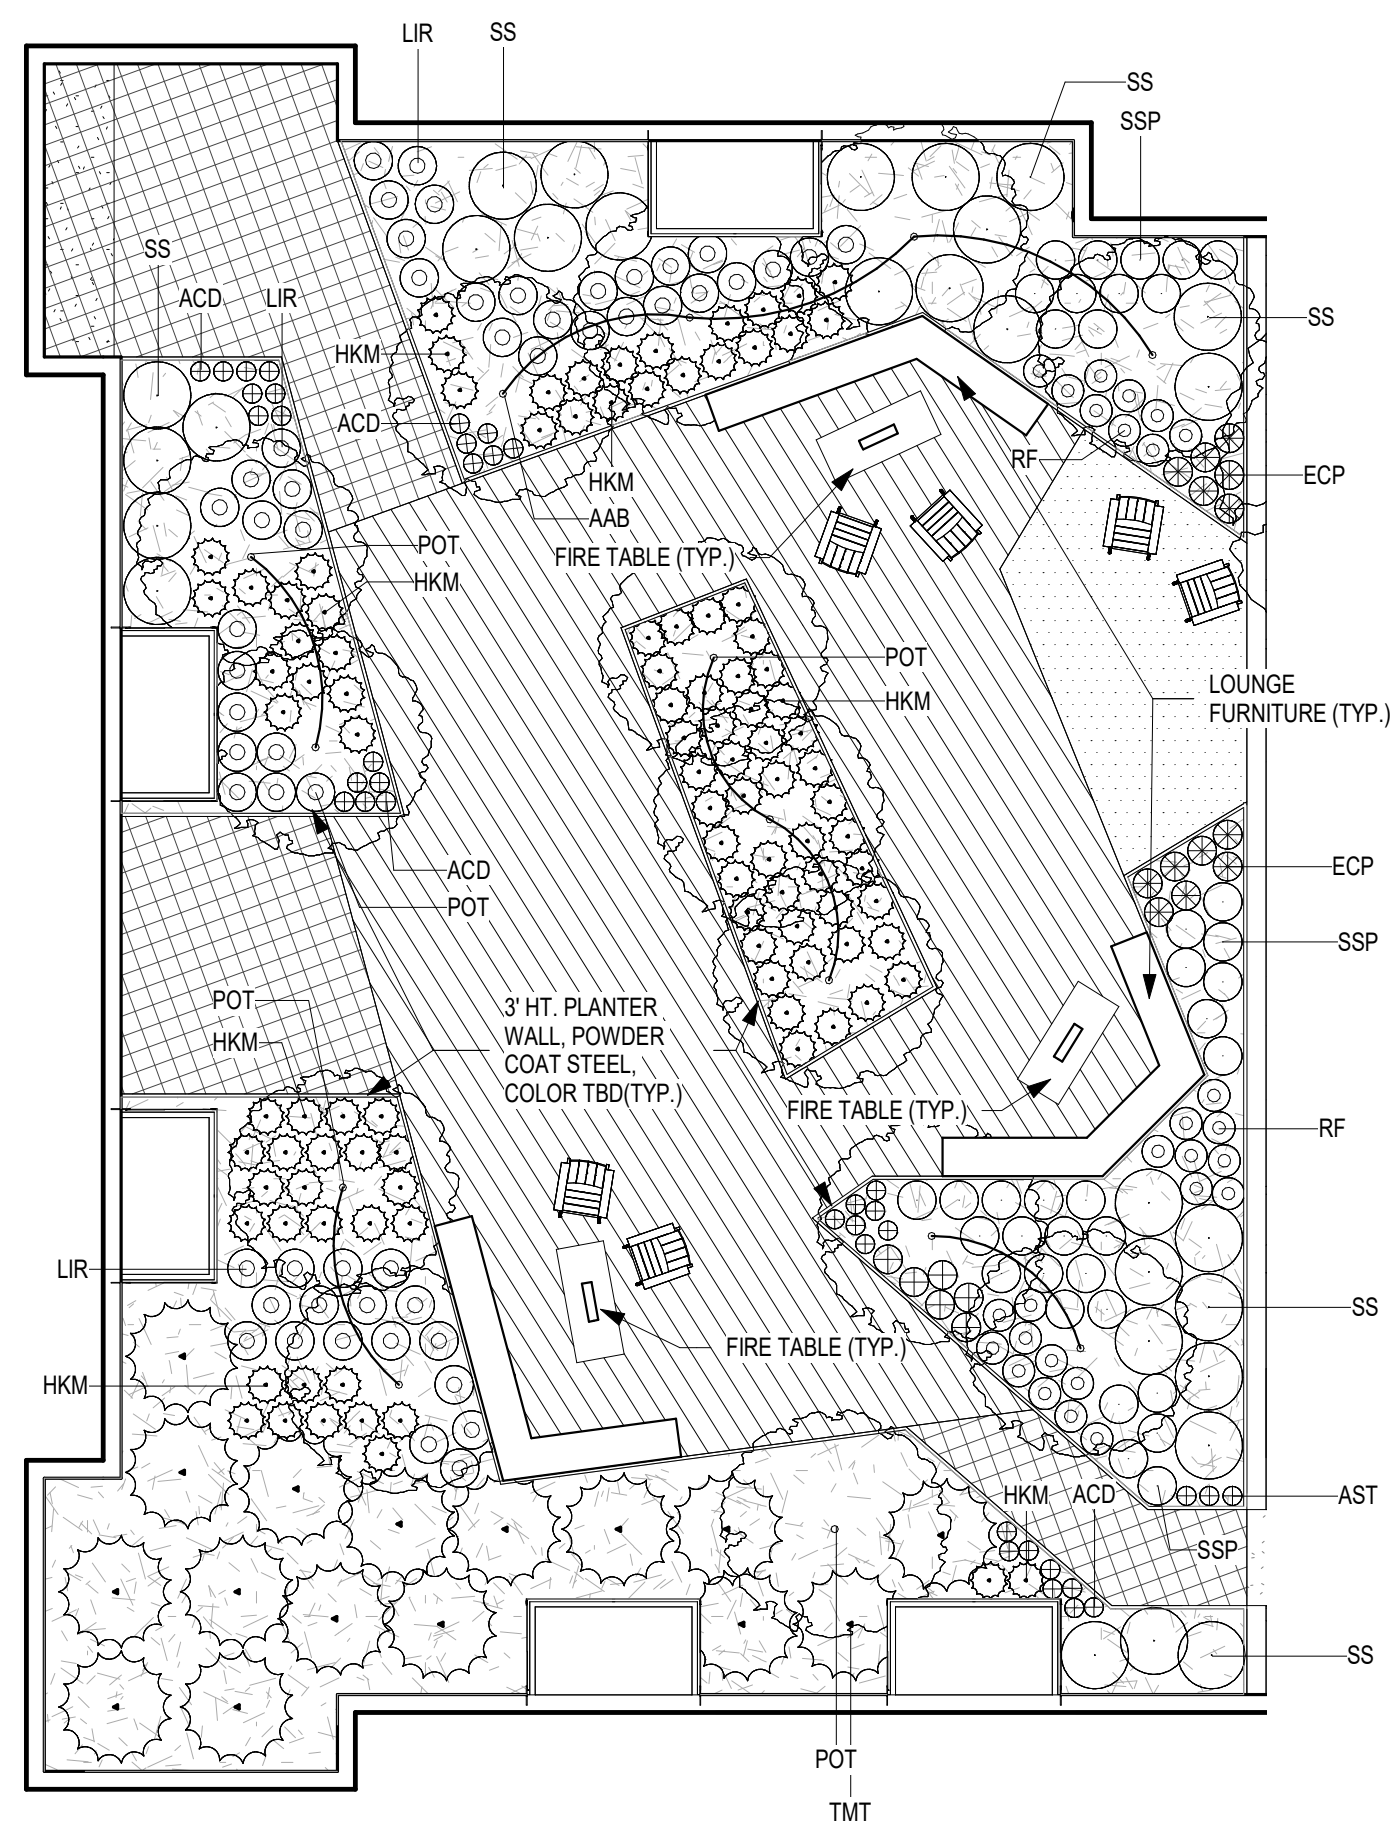 LIR
SS
SS
SSP
SS
ACD
LIR
SS
HKM
ACD
RF
ECP
HKM
AAB
POT
FIRE TABLE (TYP.)
HKM
POT
LOUNGE
FURNITURE (TYP.)
HKM
ACD
ECP
POT
SSP
POT
3' HT. PLANTER
WALL, POWDER
COAT STEEL,
COLOR TBD(TYP.)
HKM
FIRE TABLE (TYP.)
RF
LIR
SS
FIRE TABLE (TYP.)
HKM
HKM
ACD
AST
SSP
SS
POT
TMT